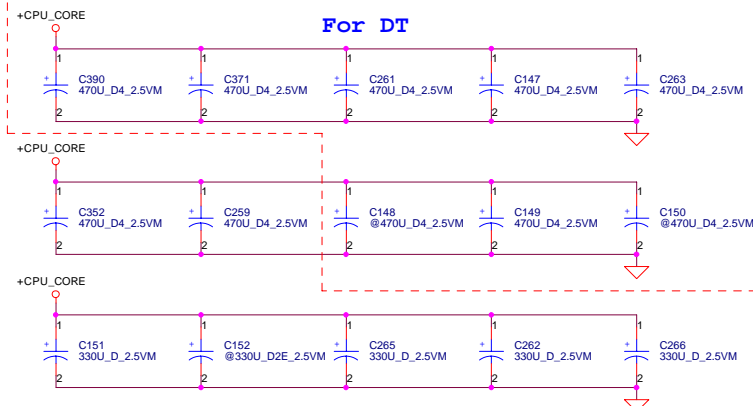 +CPU_CORE
For DT
1 1 1 1 1
+ C390 + C371 + C261 + C147 + C263
470U_D4_2.5VM 470U_D4_2.5VM 470U_D4_2.5VM 470U_D4_2.5VM 470U_D4_2.5VM
2 2 2 2 2
+CPU_CORE
1 1 1 1 1
+ C352 + C259 + C148 + C149 + C150
470U_D4_2.5VM 470U_D4_2.5VM @470U_D4_2.5VM 470U_D4_2.5VM @470U_D4_2.5VM
2 2 2 2 2
+CPU_CORE
1 1 1 1 1
+ C151 + C152 + C265 + C262 + C266
330U_D_2.5VM @330U_D2E_2.5VM 330U_D_2.5VM 330U_D_2.5VM 330U_D_2.5VM
2 2 2 2 2